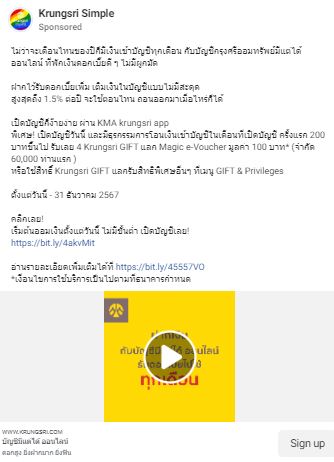 Krungsri Simple
Sponsored
ไม่ว่าจะเดือนไหนของปีก็มีเงินเข้าบัญชีทุกเดือน กับบัญชีกรุงศรีออมทรัพย์มีแต่ได้
ออนไลน์ ที่พักเงินดอกเบี้ยดี ๆ ไม่มีผูกมัด
ฝากไว้รับดอกเบี้ยเพิ่ม เติมเงินในบัญชีแบบไม่มีสะดุด
สูงสุดถึง 1.5% ต่อปี จะใช้ตอนไหน ถอนออกมาเมื่อไหร่ก็ได้
เปิดบัญชีก็ง่ายง่าย ผ่าน KMA krungsri app
พิเศษ! เปิดบัญชีวันนี้ และมีธุรกรรมการโอนเงินเข้าบัญชีในเดือนที่เปิดบัญชี ครั้งแรก 200
บาทขึ้นไป รับเลย 4 Krungsri GIFT แลก Magic e-Voucher มูลค่า 100 บาท* (จำกัด
60,000 ท่านแรก )
หรือใช้สิทธิ์ Krungsri GIFT แลกรับสิทธิพิเศษอื่นๆ ที่เมนู GIFT & Privileges
ตั้งแต่วันนี้ - 31 ธันวาคม 2567
คลิกเลย!
เริ่มต้นออมเงินตั้งแต่วันนี้ ไม่มีขั้นต่ำ เปิดบัญชีเลย!
https://bit.ly/4akvMit
อ่านรายละเอียดเพิ่มเติมได้ที่ https://bit.ly/45557VO
*เงื่อนไขการใช้บริการเป็นไปตามที่ธนาคารกำหนด
ฝากเงิน
กับบัญชีมีแต่ได้ ออนไลน์
ทุกเดือน
WWW.KRUNGSRI.COM
บัญชีมีแต่ได้ ออนไลน์
ดอกสูง ยิ่งฝากมาก ยิ่งฟิน
Sign up